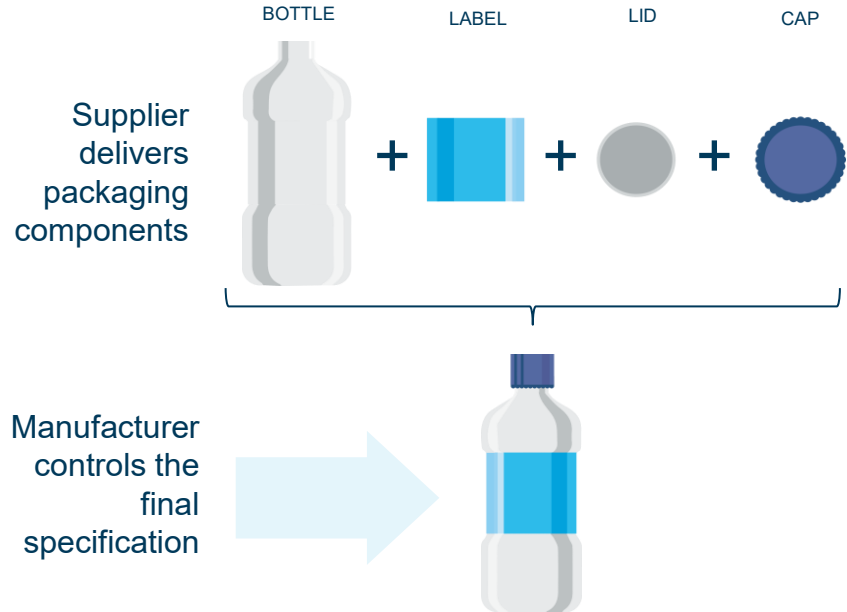 BOTTLE
LABEL
LID
CAP
Supplier
delivers
packaging
components
+
+
+
Manufacturer
controls the
final
specification